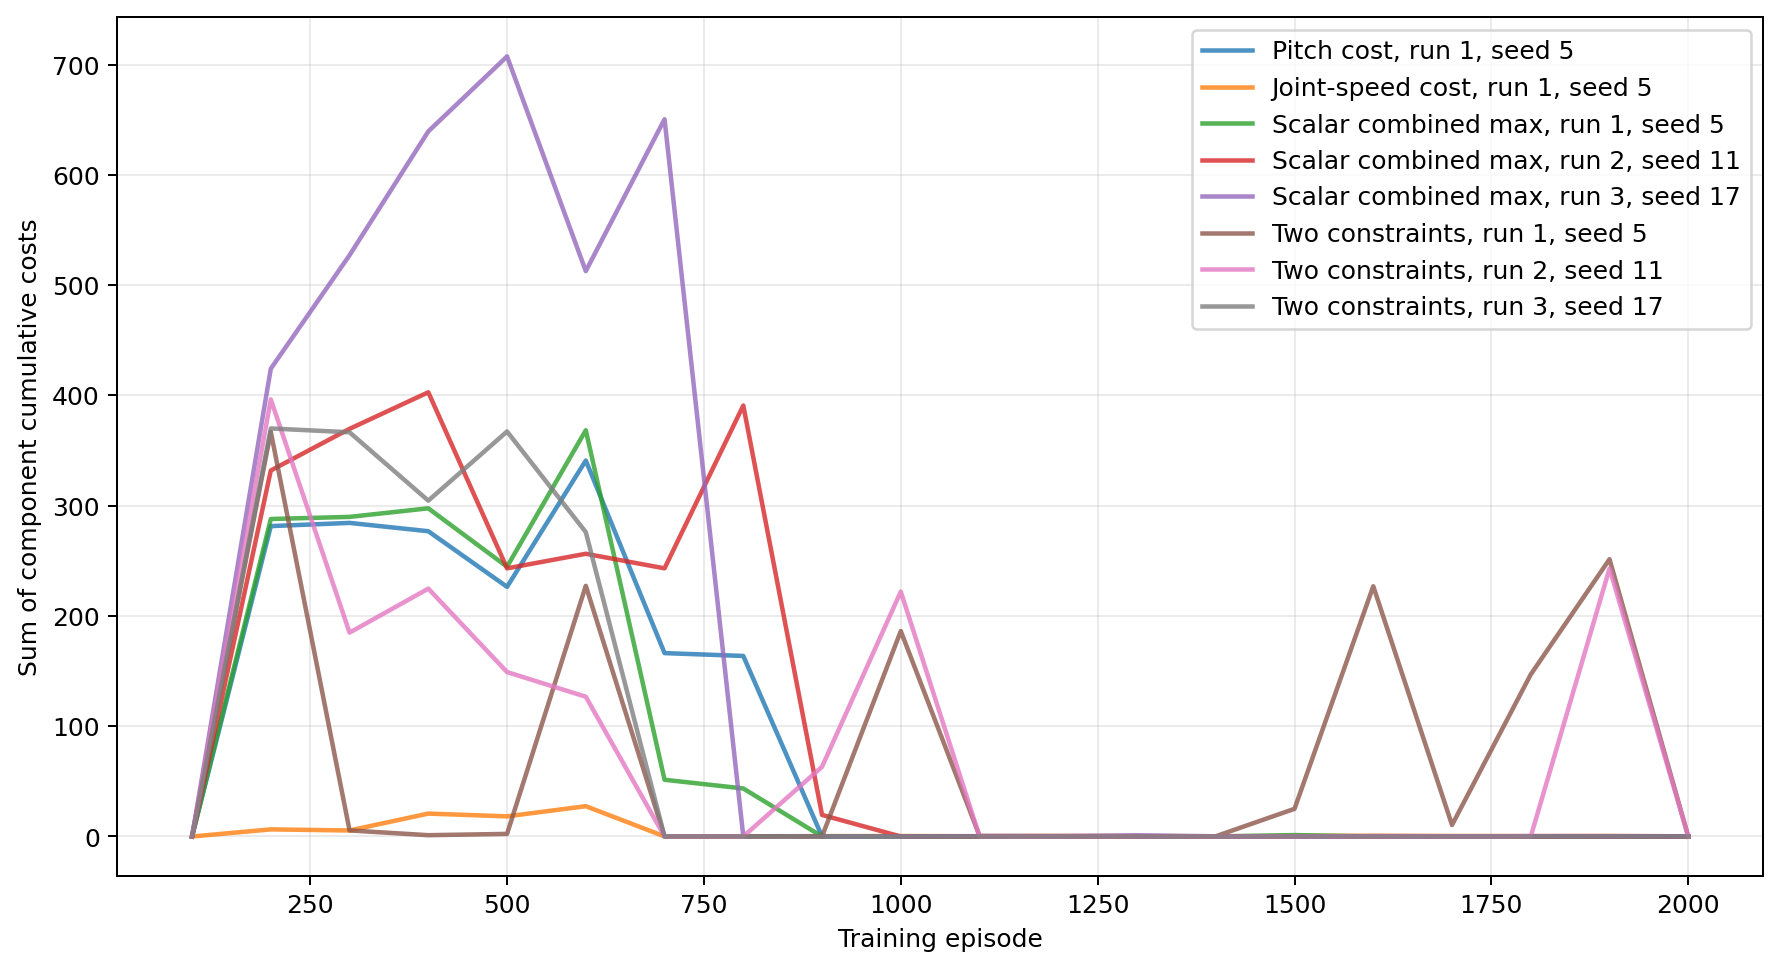 700
600
500
400
300
200
100
0
Sum of component cumulative costs
Pitch cost, run 1, seed 5
Joint-speed cost, run 1, seed 5
Scalar combined max, run 1, seed 5
Scalar combined max, run 2, seed 11
Scalar combined max, run 3, seed 17
Two constraints, run 1, seed 5
Two constraints, run 2, seed 11
Two constraints, run 3, seed 17
250 500 750 1000 1250 1500 1750 2000
Training episode